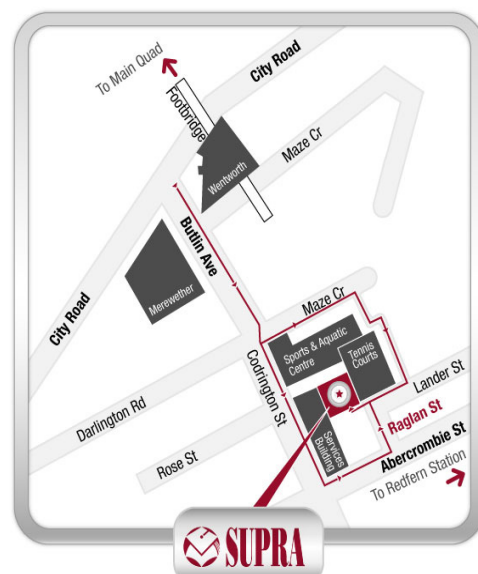 To Main Quad
City Road
Footbridge
Maze Cr
Wentworth
Butlin Ave
Merewether
City Road
Maze Cr
Sports & Aquatic
Centre
Tennis
Courts
Codrington St
Lander St
Darlington Rd
Raglan St
Services
Building
Rose St
Abercrombie St
To Redfern Station
SUPRA